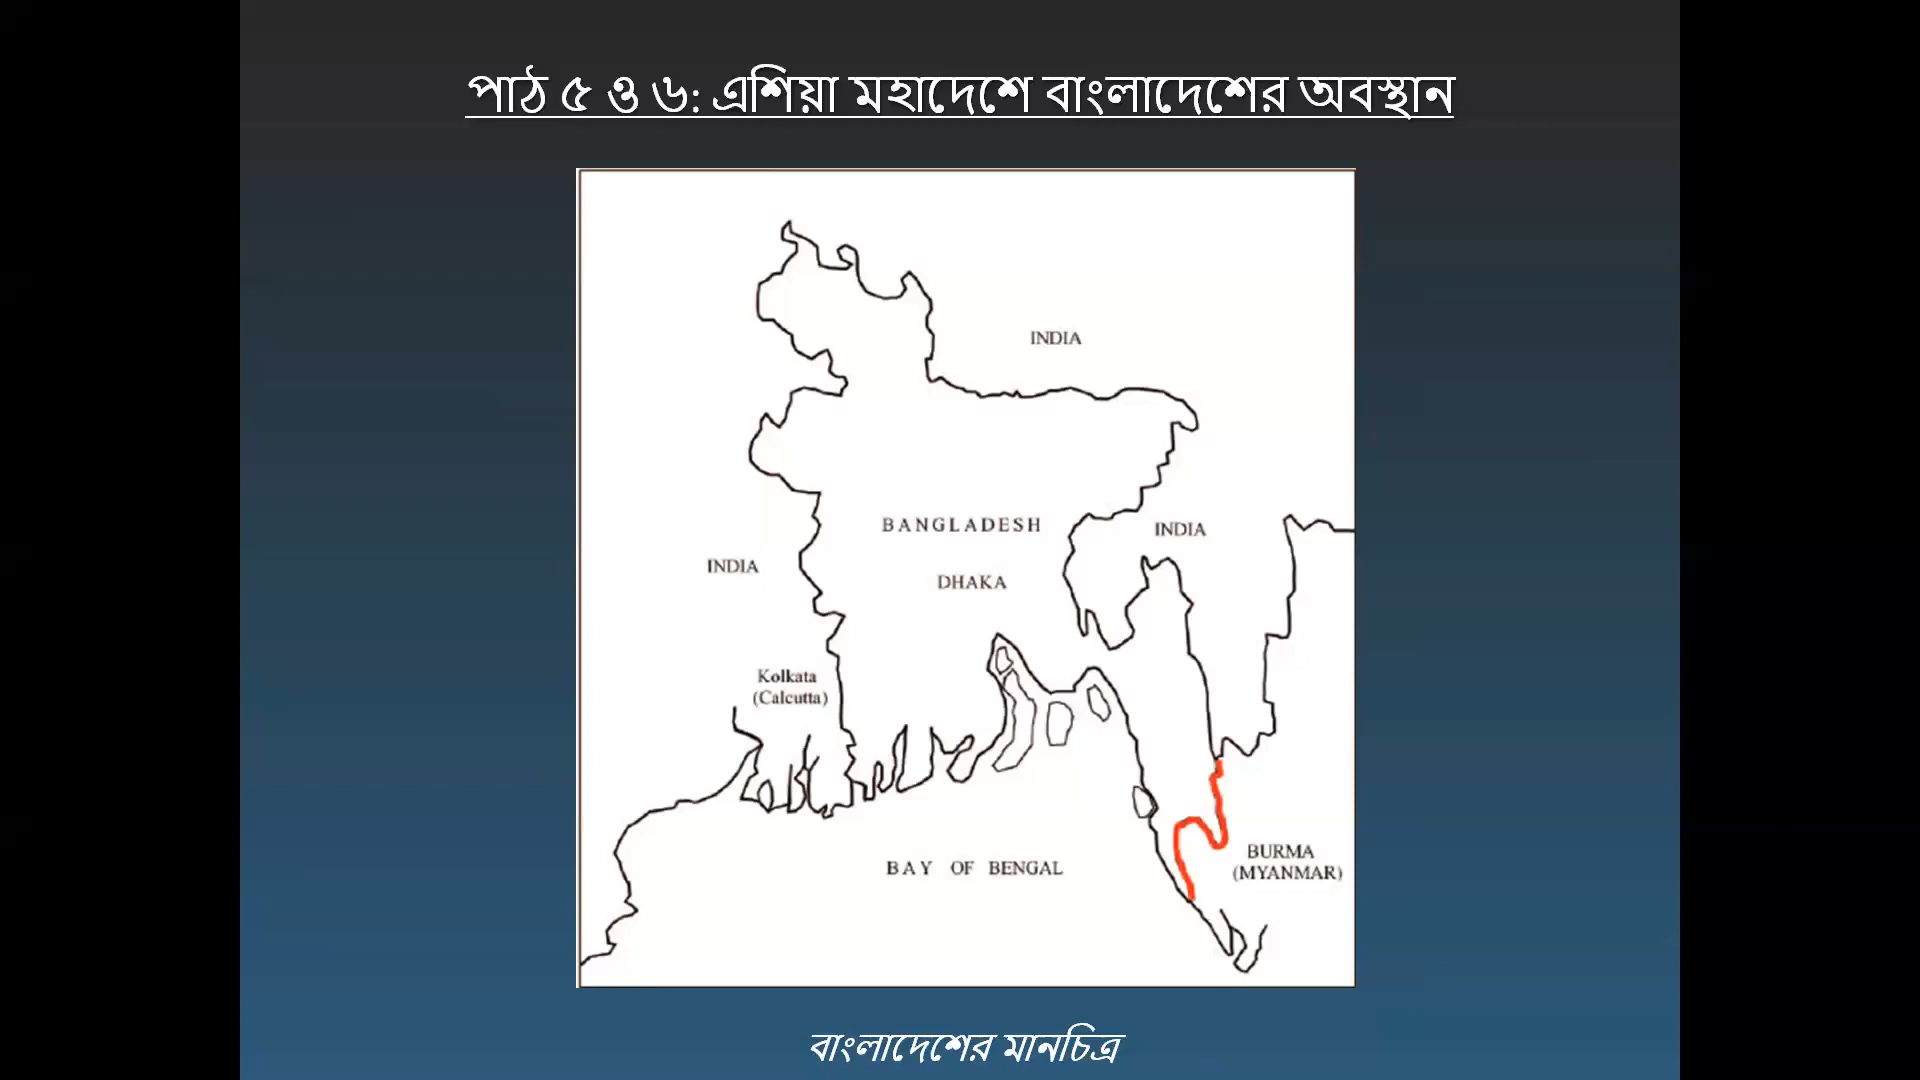 পাঠ ৫ ও ৬: এশিয়া মহাদেশে বাংলাদেশের অবস্থান
INDIA
BANGLADESH
INDIA
INDIA
DHAKA
Kolkata
(Calcutta)
BURMA
(MYANMAR)
BAY OF BENGAL
বাংলাদেশের মানচিত্র